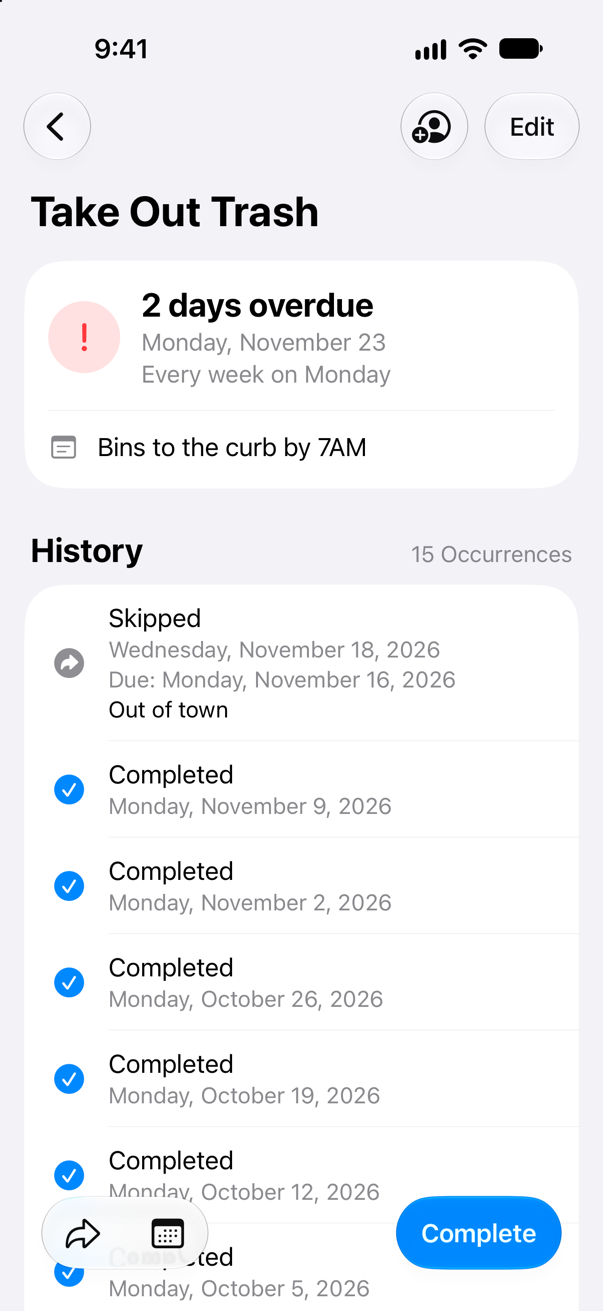 9:41
Edit
Take Out Trash
2 days overdue
Monday, November 23
Every week on Monday
Bins to the curb by 7AM
History
15 Occurrences
Skipped
Wednesday, November 18, 2026
Due: Monday, November 16, 2026
Out of town
Completed
Monday, November 9, 2026
Completed
Monday, November 2, 2026
Completed
Monday, October 26, 2026
Completed
Monday, October 19, 2026
Completed
Monday, October 12, 2026
Completed
Complete
Monday, October 5, 2026